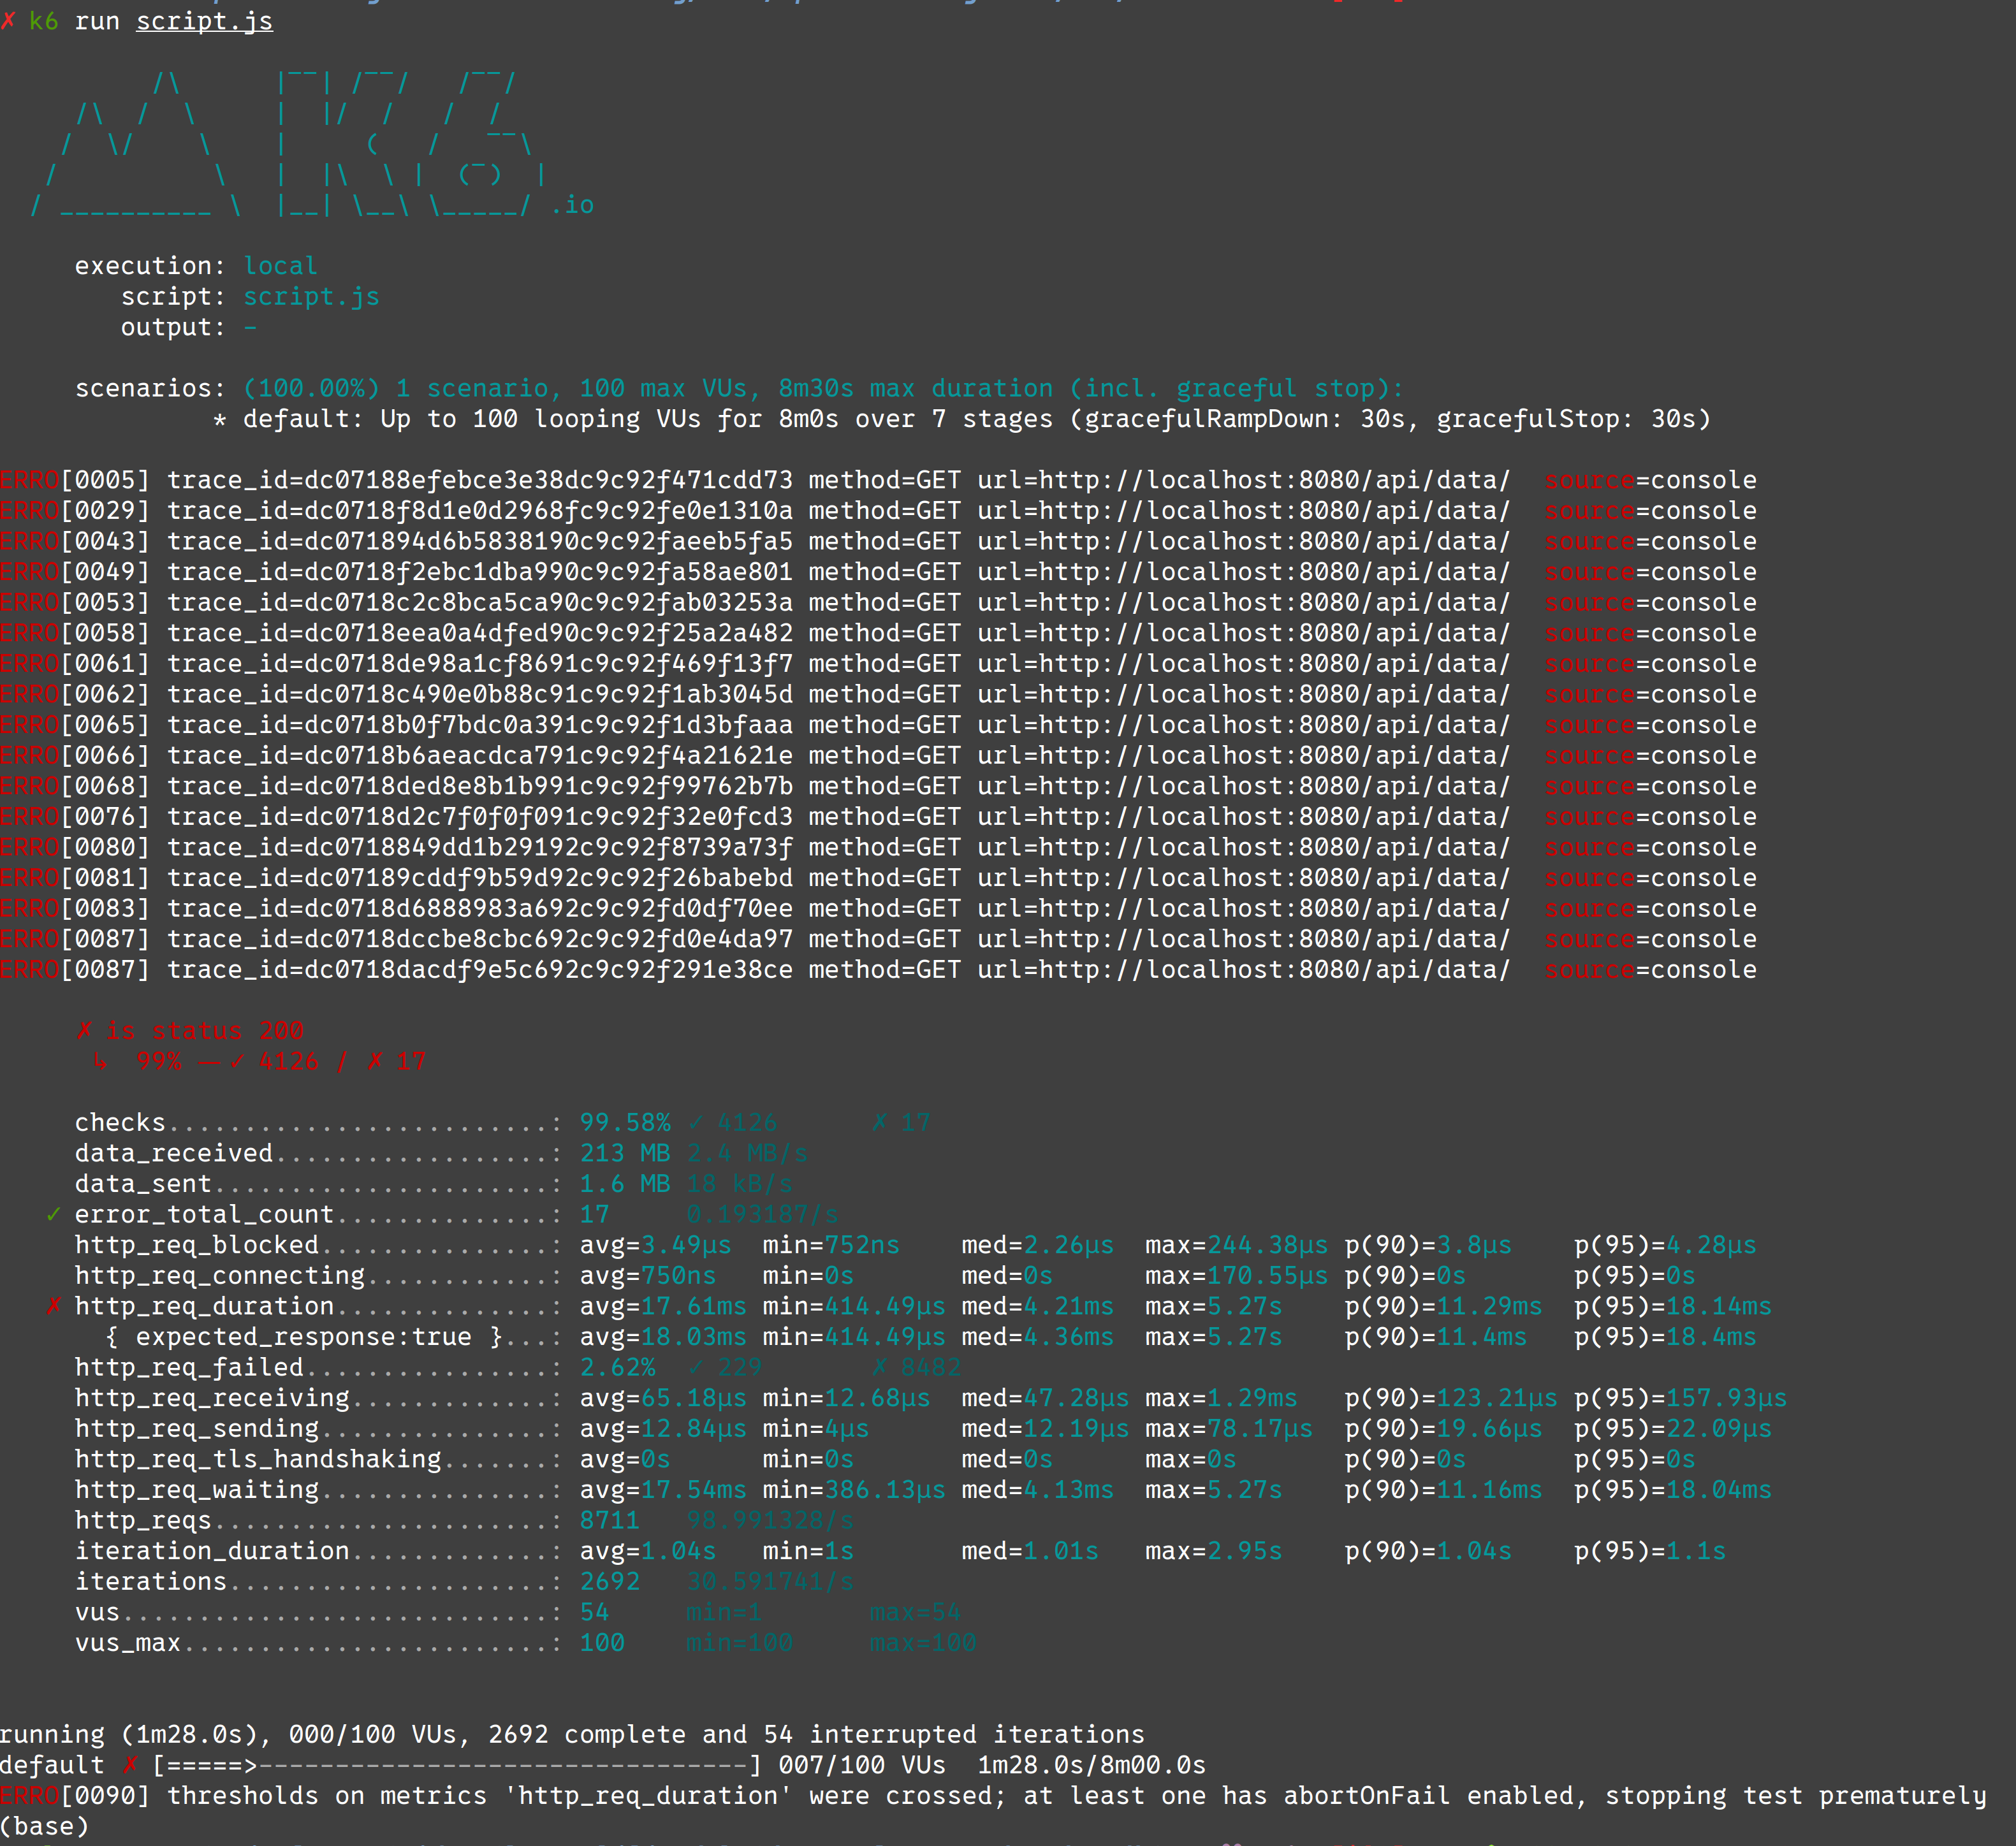 ✗ k6 run script.js
          /\      |‾‾| /‾‾/   /‾‾/
     /\  /  \     |  |/  /   /  /
    /  \/    \    |     (   /   ‾‾\
   /          \   |  |\  \ |  (‾)  |
  / __________ \  |__| \__\ \_____/ .io
execution: local
script: script.js
output: -
scenarios: (100.00%) 1 scenario, 100 max VUs, 8m30s max duration (incl. graceful stop):
* default: Up to 100 looping VUs for 8m0s over 7 stages (gracefulRampDown: 30s, gracefulStop: 30s)
ERRO[0005] trace_id=dc07188efebce3e38dc9c92f471cdd73 method=GET url=http://localhost:8080/api/data/  source=console
ERRO[0029] trace_id=dc0718f8d1e0d2968fc9c92fe0e1310a method=GET url=http://localhost:8080/api/data/  source=console
ERRO[0043] trace_id=dc071894d6b5838190c9c92faeeb5fa5 method=GET url=http://localhost:8080/api/data/  source=console
ERRO[0049] trace_id=dc0718f2ebc1dba990c9c92fa58ae801 method=GET url=http://localhost:8080/api/data/  source=console
ERRO[0053] trace_id=dc0718c2c8bca5ca90c9c92fab03253a method=GET url=http://localhost:8080/api/data/  source=console
ERRO[0058] trace_id=dc0718eea0a4dfed90c9c92f25a2a482 method=GET url=http://localhost:8080/api/data/  source=console
ERRO[0061] trace_id=dc0718de98a1cf8691c9c92f469f13f7 method=GET url=http://localhost:8080/api/data/  source=console
ERRO[0062] trace_id=dc0718c490e0b88c91c9c92f1ab3045d method=GET url=http://localhost:8080/api/data/  source=console
ERRO[0065] trace_id=dc0718b0f7bdc0a391c9c92f1d3bfaaa method=GET url=http://localhost:8080/api/data/  source=console
ERRO[0066] trace_id=dc0718b6aeacdca791c9c92f4a21621e method=GET url=http://localhost:8080/api/data/  source=console
ERRO[0068] trace_id=dc0718ded8e8b1b991c9c92f99762b7b method=GET url=http://localhost:8080/api/data/  source=console
ERRO[0076] trace_id=dc0718d2c7f0f0f091c9c92f32e0fcd3 method=GET url=http://localhost:8080/api/data/  source=console
ERRO[0080] trace_id=dc0718849dd1b29192c9c92f8739a73f method=GET url=http://localhost:8080/api/data/  source=console
ERRO[0081] trace_id=dc07189cddf9b59d92c9c92f26babebd method=GET url=http://localhost:8080/api/data/  source=console
ERRO[0083] trace_id=dc0718d6888983a692c9c92fd0df70ee method=GET url=http://localhost:8080/api/data/  source=console
ERRO[0087] trace_id=dc0718dccbe8cbc692c9c92fd0e4da97 method=GET url=http://localhost:8080/api/data/  source=console
ERRO[0087] trace_id=dc0718dacdf9e5c692c9c92f291e38ce method=GET url=http://localhost:8080/api/data/  source=console
✗ is status 200
↳  99% — ✓ 4126 / ✗ 17
checks.........................: 99.58% ✓ 4126      ✗ 17
data_received..................: 213 MB 2.4 MB/s
data_sent......................: 1.6 MB 18 kB/s
✓ error_total_count..............: 17     0.193187/s
http_req_blocked...............: avg=3.49µs  min=752ns    med=2.26µs  max=244.38µs p(90)=3.8µs    p(95)=4.28µs
http_req_connecting............: avg=750ns   min=0s       med=0s      max=170.55µs p(90)=0s       p(95)=0s
✗ http_req_duration..............: avg=17.61ms min=414.49µs med=4.21ms  max=5.27s    p(90)=11.29ms  p(95)=18.14ms
{ expected_response:true }...: avg=18.03ms min=414.49µs med=4.36ms  max=5.27s    p(90)=11.4ms   p(95)=18.4ms
http_req_failed................: 2.62%  ✓ 229       ✗ 8482
http_req_receiving.............: avg=65.18µs min=12.68µs  med=47.28µs max=1.29ms   p(90)=123.21µs p(95)=157.93µs
http_req_sending...............: avg=12.84µs min=4µs      med=12.19µs max=78.17µs  p(90)=19.66µs  p(95)=22.09µs
http_req_tls_handshaking.......: avg=0s      min=0s       med=0s      max=0s       p(90)=0s       p(95)=0s
http_req_waiting...............: avg=17.54ms min=386.13µs med=4.13ms  max=5.27s    p(90)=11.16ms  p(95)=18.04ms
http_reqs......................: 8711   98.991328/s
iteration_duration.............: avg=1.04s   min=1s       med=1.01s   max=2.95s    p(90)=1.04s    p(95)=1.1s
iterations.....................: 2692   30.591741/s
vus............................: 54     min=1       max=54
vus_max........................: 100    min=100     max=100
running (1m28.0s), 000/100 VUs, 2692 complete and 54 interrupted iterations
default ✗ [=====>--------------------------------] 007/100 VUs  1m28.0s/8m00.0s
ERRO[0090] thresholds on metrics 'http_req_duration' were crossed; at least one has abortOnFail enabled, stopping test prematurely
(base)